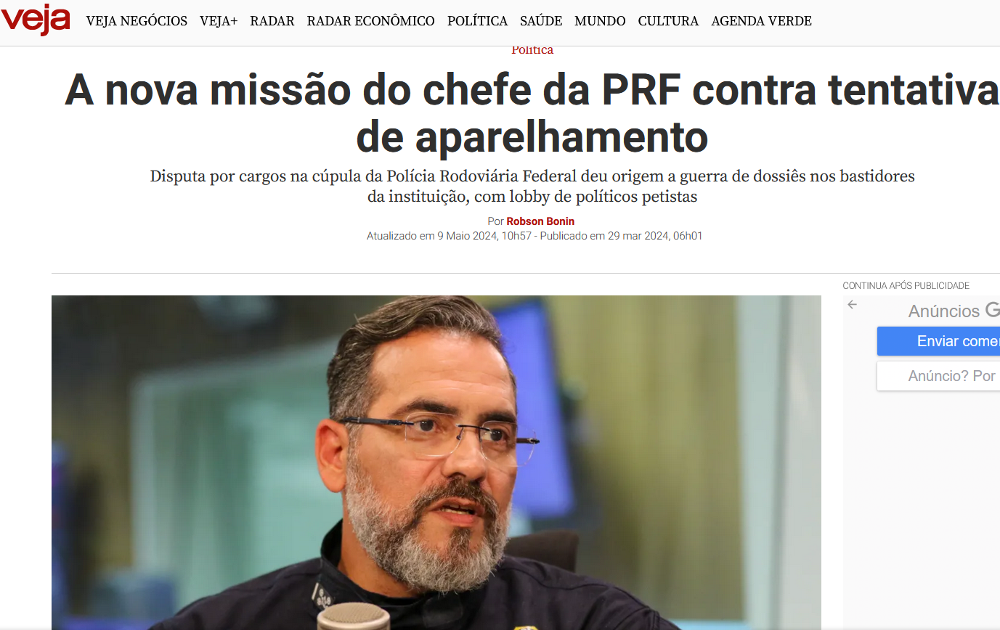 veja
VEJA NEGÓCIOS VEJA+ RADAR RADAR ECONÔMICO POLÍTICA SAÚDE MUNDO CULTURA AGENDA VERDE
Política
A nova missão do chefe da PRF contra tentativa
de aparelhamento
Disputa por cargos na cúpula da Polícia Rodoviária Federal deu origem a guerra de dossiês nos bastidores
da instituição, com lobby de políticos petistas
Por Robson Bonin
Atualizado em 9 Maio 2024, 10h57 - Publicado em 29 mar 2024, 06h01
CONTINUA APÓS PUBLICIDADE
Anúncios G
Enviar come
Anúncio? Por